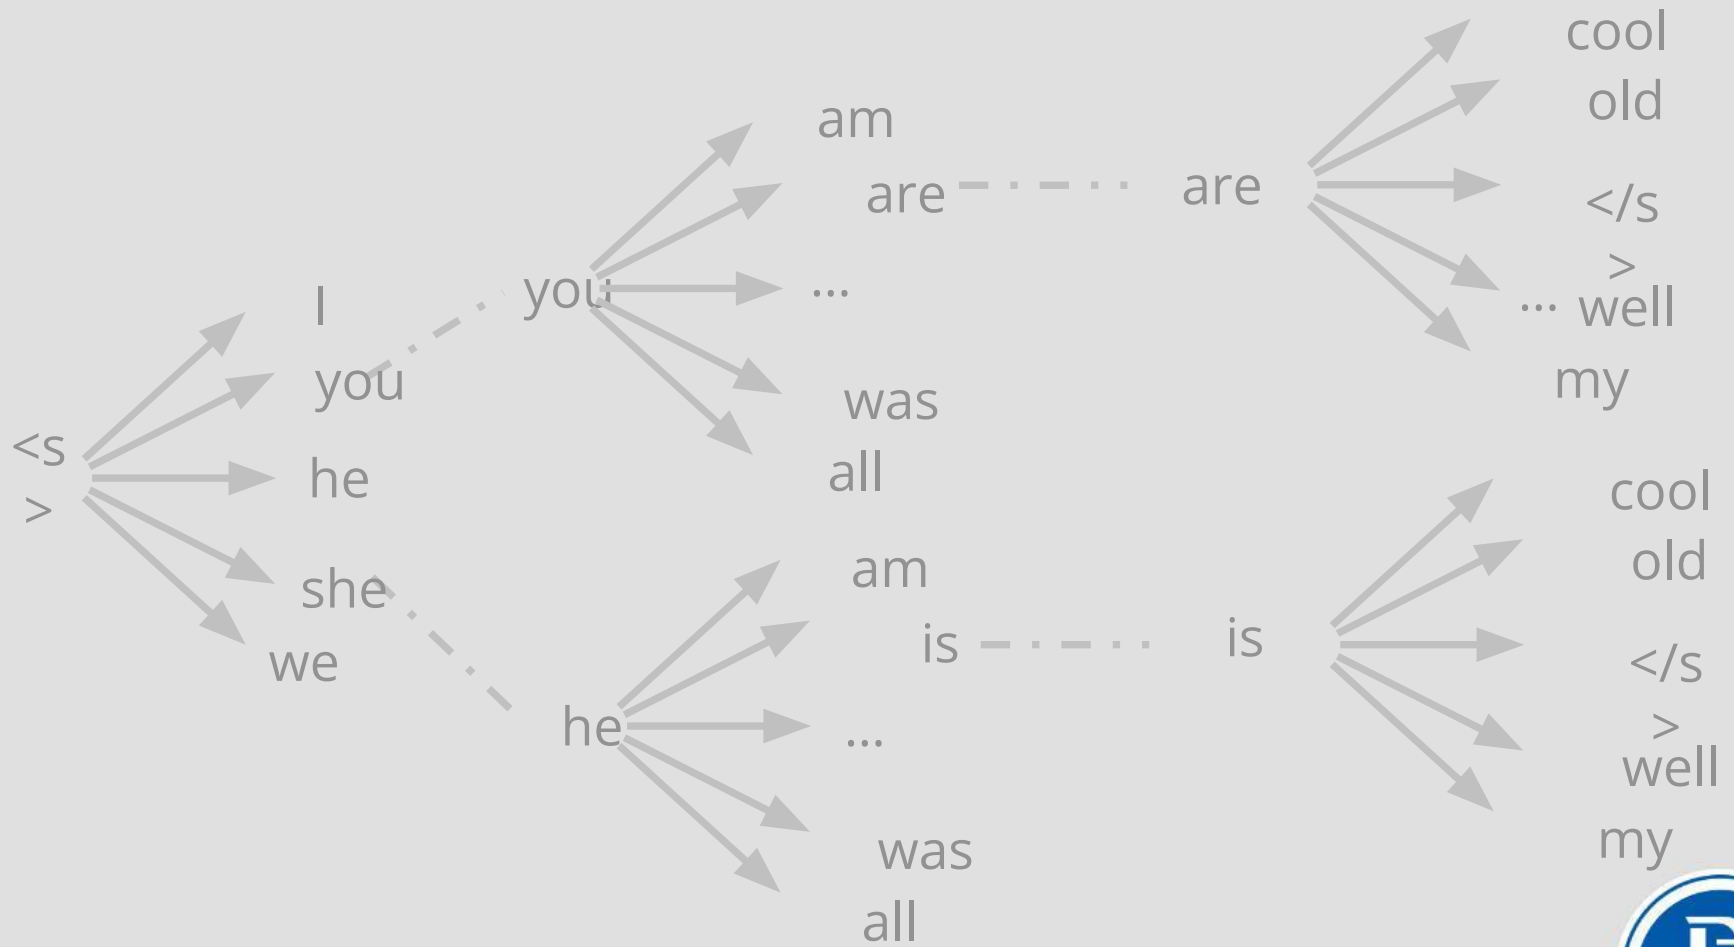 <s
>
I
you
he
she
we
you
am
are
...
was
all
he
am
is
...
was
all
are
cool
old
</s
>
... well
my
is
cool
old
</s
>
well
my